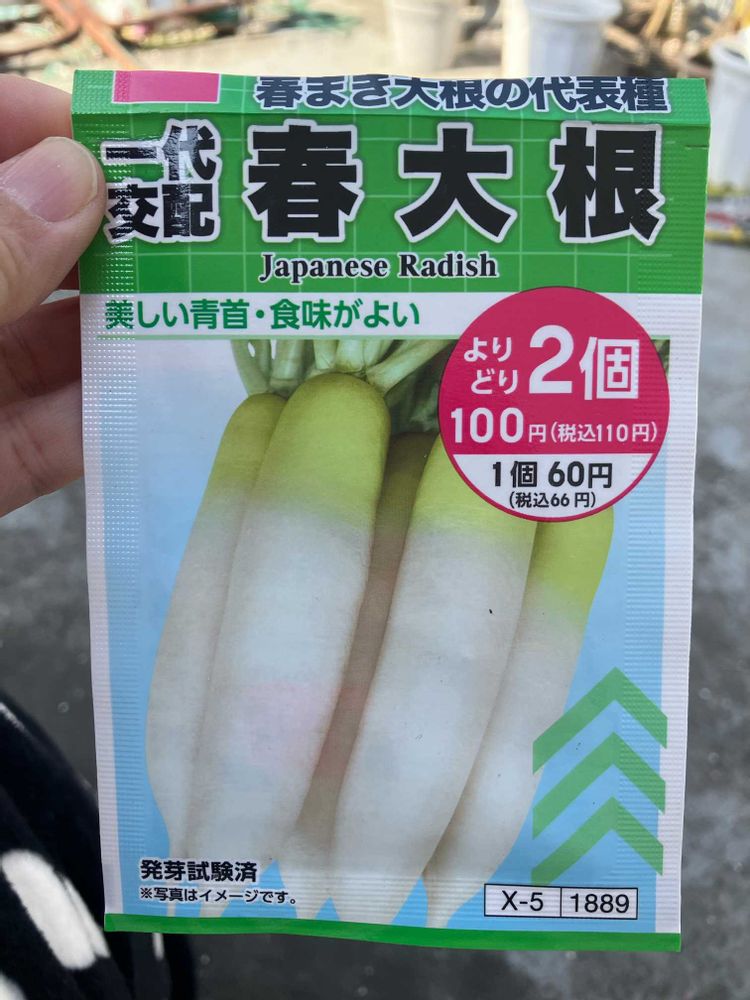 春まき大根の代表種
一代交配
春大根
Japanese Radish
美しい青首・食味がよい
よりどり2個
100円(税込110円)
1個 60円
(税込66円)
発芽試験済
※写真はイメージです。
X-5 1889